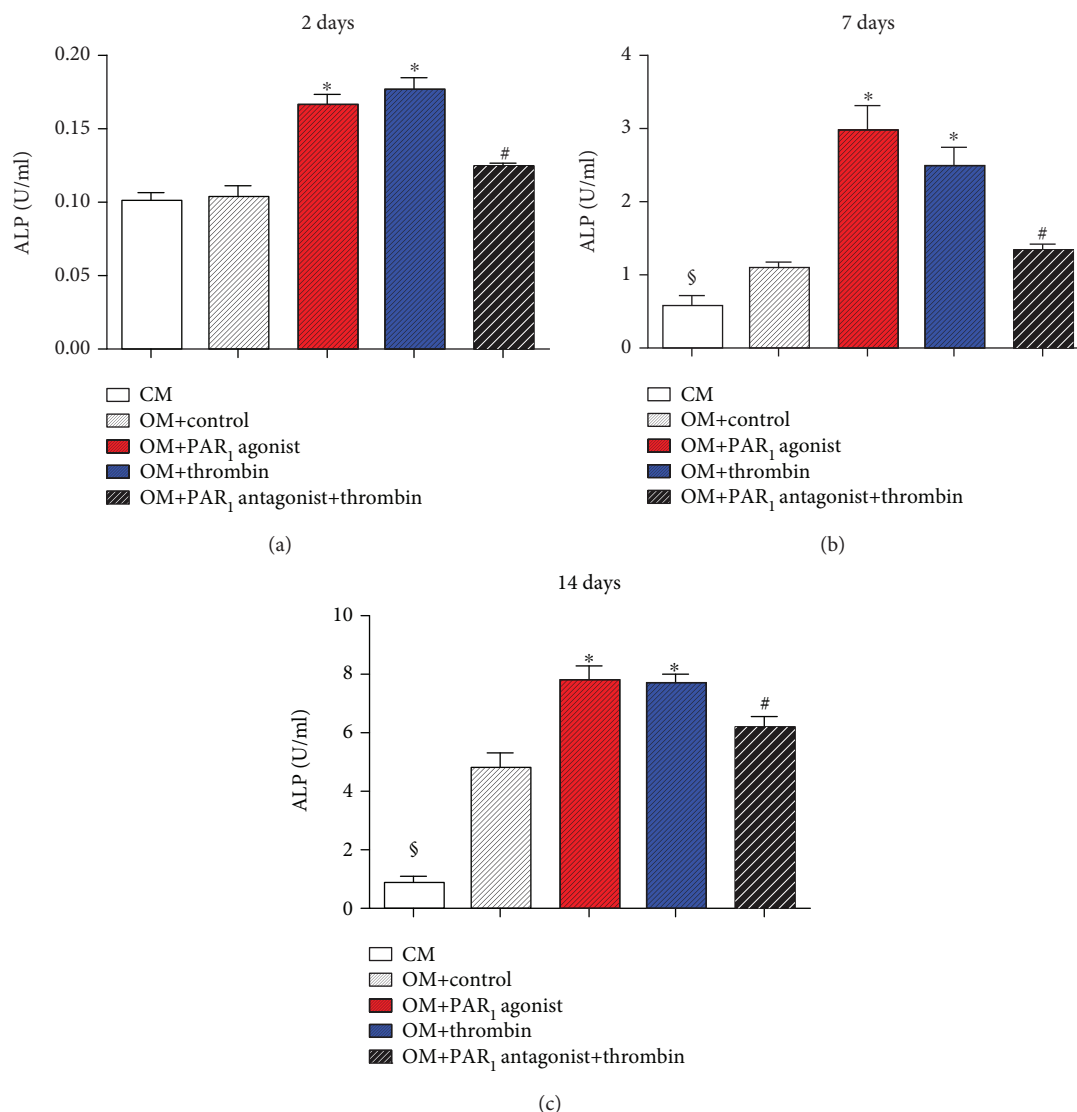 2 days
0.20
0.15
0.10
0.05
0.00
ALP (U/ml)
*
*
#
CM
OM+control
OM+PAR₁ agonist
OM+thrombin
OM+PAR₁ antagonist+thrombin
(a)
7 days
4
3
2
1
0
ALP (U/ml)
§
*
*
#
CM
OM+control
OM+PAR₁ agonist
OM+thrombin
OM+PAR₁ antagonist+thrombin
(b)
14 days
10
8
6
4
2
0
ALP (U/ml)
§
*
*
#
CM
OM+control
OM+PAR₁ agonist
OM+thrombin
OM+PAR₁ antagonist+thrombin
(c)